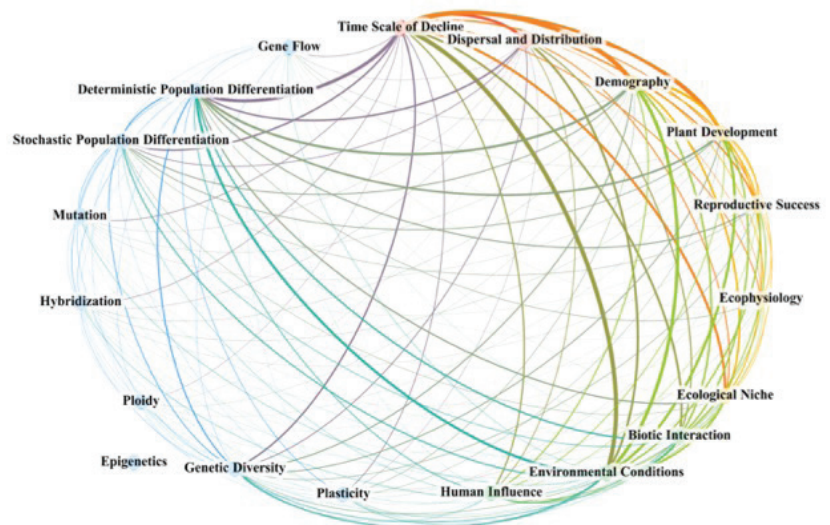 Time Scale of Decline
Gene Flow
Dispersal and Distribution
Deterministic Population Differentiation
Demography
Stochastic Population Differentiation
Plant Development
Mutation
Reproductive Success
Hybridization
Ecophysiology
Ploidy
Ecological Niche
Biotic Interaction
Epigenetics
Genetic Diversity
Environmental Conditions
Plasticity
Human Influence